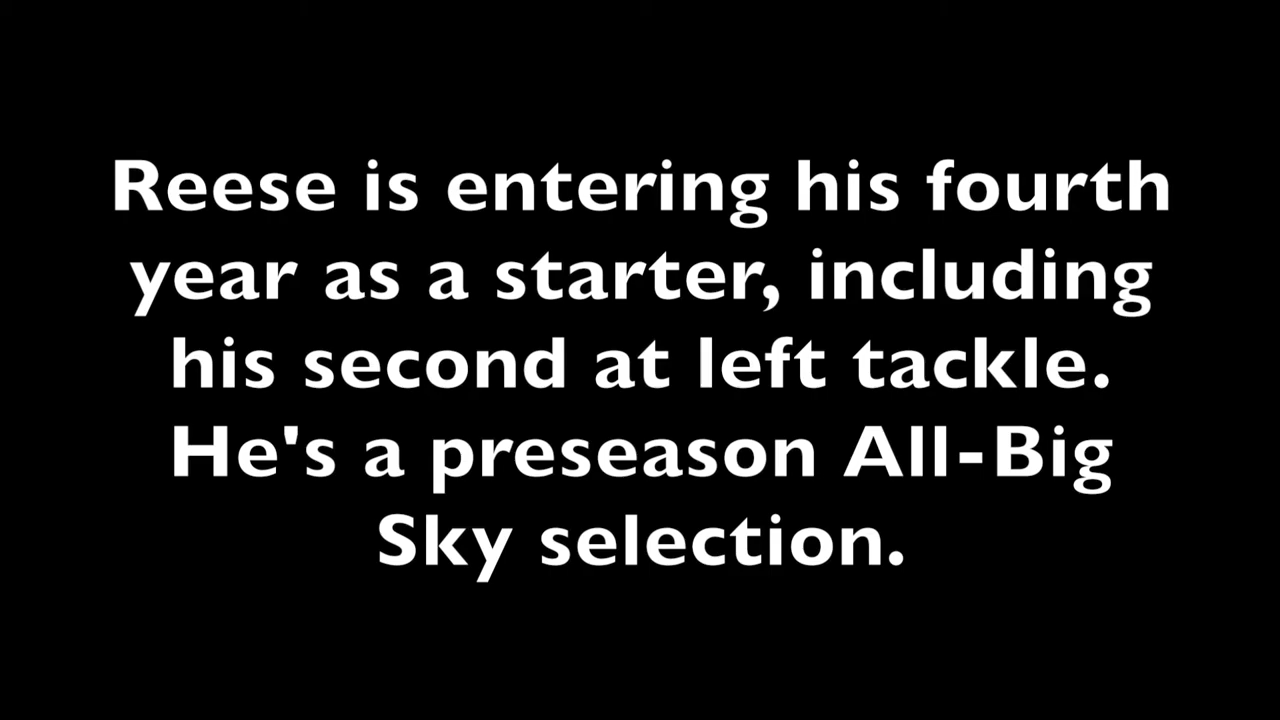 Reese is entering his fourth
year as a starter, including
his second at left tackle.
He's a preseason All-Big
Sky selection.